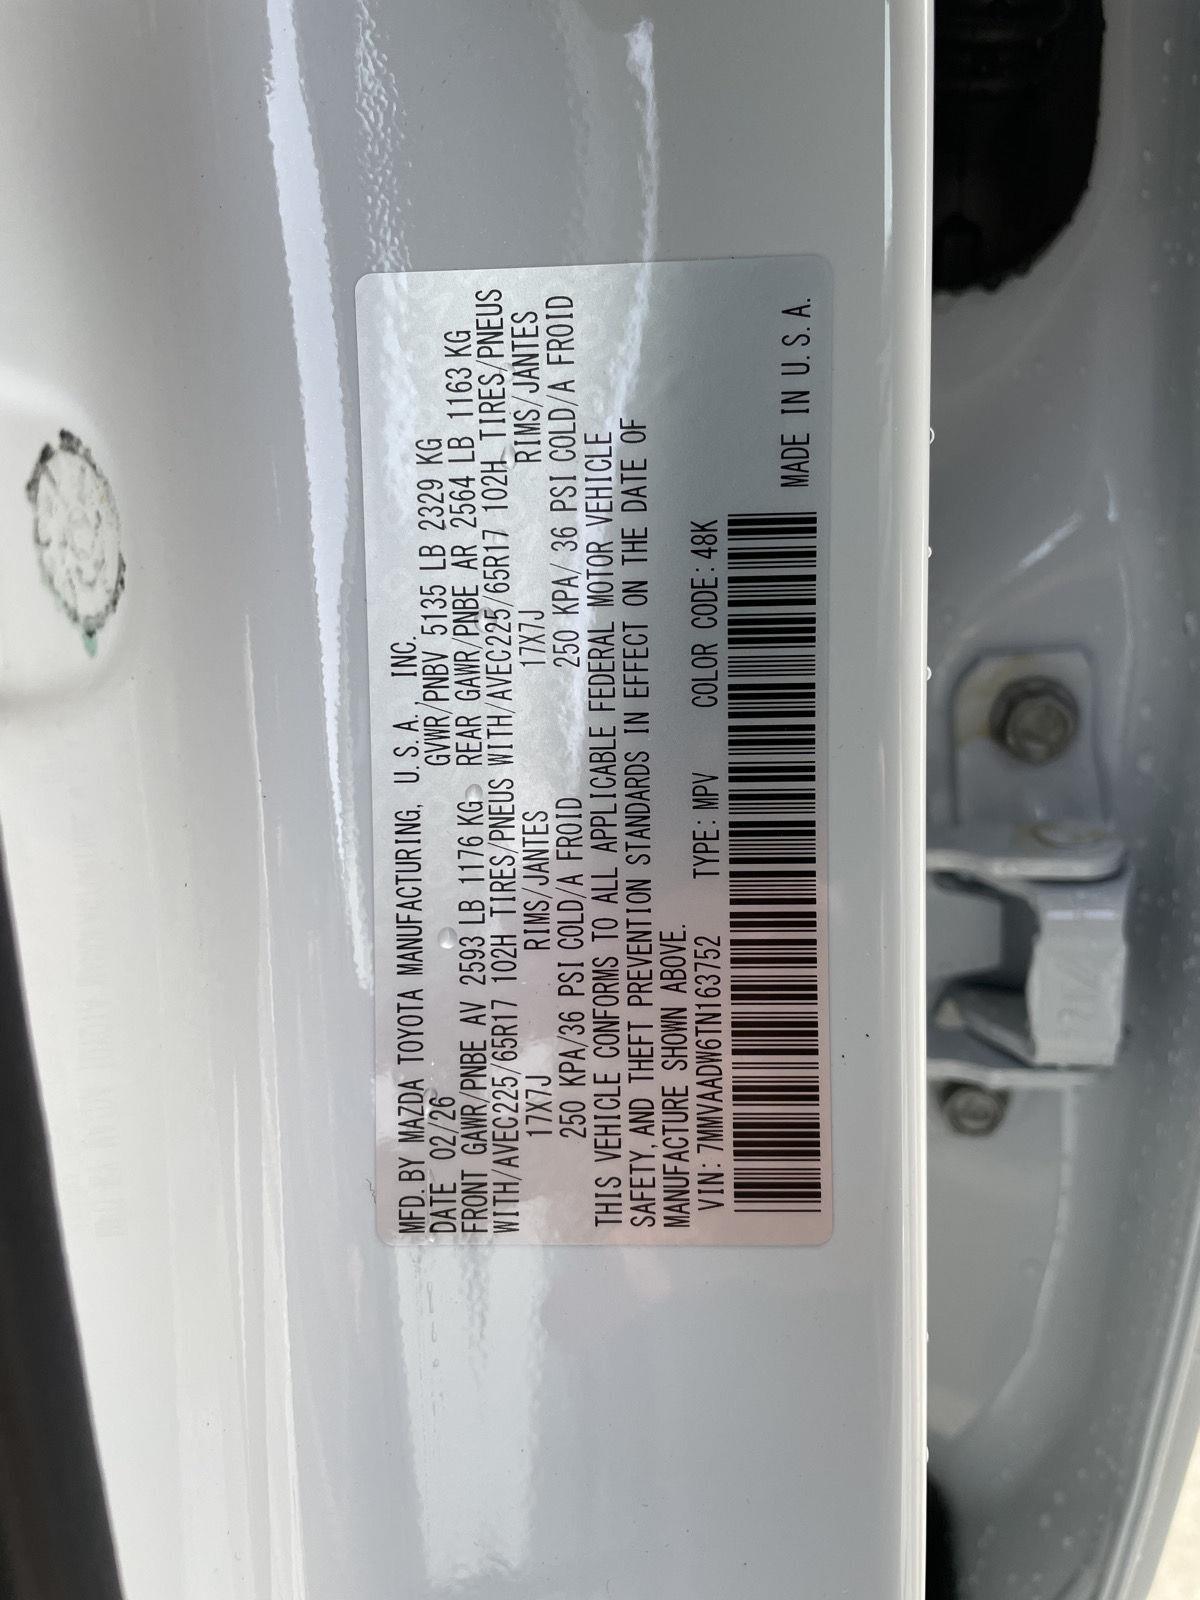 MFD. BY MAZDA TOYOTA MANUFACTURING, U.S.A., INC.
DATE 02/26 GVWR/PNBV 5135 LB 2329 KG
FRONT GAWR/PNBE AV 2593 LB 1176 KG REAR GAWR/PNBE AR 2564 LB 1163 KG
WITH/AVEC225/65R17 102H TIRES/PNEUS WITH/AVEC225/65R17 102H TIRES/PNEUS
17X7J RIMS/JANTES 17X7J RIMS/JANTES
250 KPA/36 PSI COLD/A FROID 250 KPA/ 36 PSI COLD/A FROID
THIS VEHICLE CONFORMS TO ALL APPLICABLE FEDERAL MOTOR VEHICLE
SAFETY, AND THEFT PREVENTION STANDARDS IN EFFECT ON THE DATE OF
MANUFACTURE SHOWN ABOVE.
VIN: 7MMVAADW6TN163752 TYPE: MPV COLOR CODE: 48K
MADE IN U.S.A.